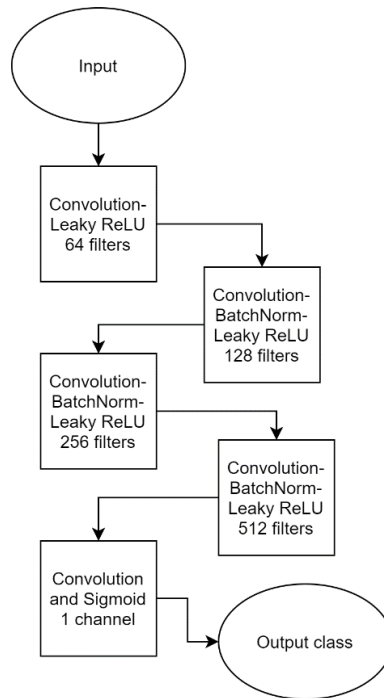 Input
Convolution-
Leaky ReLU
64 filters
Convolution-
BatchNorm-
Leaky ReLU
128 filters
Convolution-
BatchNorm-
Leaky ReLU
256 filters
Convolution-
BatchNorm-
Leaky ReLU
512 filters
Convolution
and Sigmoid
1 channel
Output class